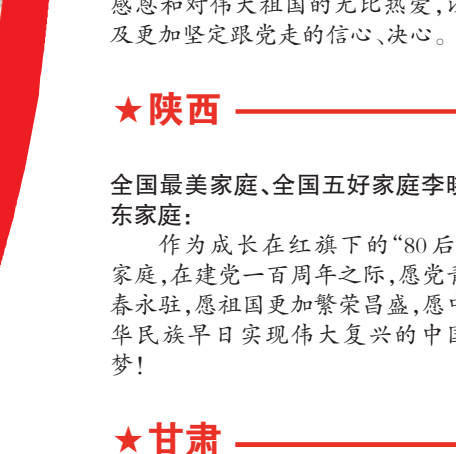 感恩和对伟大祖国的无比热爱,以
及更加坚定跟党走的信心、决心。
★陕西
全国最美家庭、全国五好家庭李晓
东家庭:
作为成长在红旗下的“80后”
家庭,在建党一百周年之际,愿党青
春永驻,愿祖国更加繁荣昌盛,愿中
华民族早日实现伟大复兴的中国
梦!
★甘肃